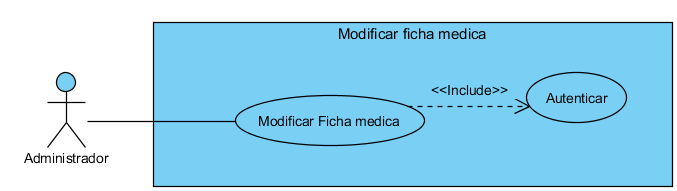 Modificar ficha medica
<<Include>>
Autenticar
Modificar Ficha medica
Administrador